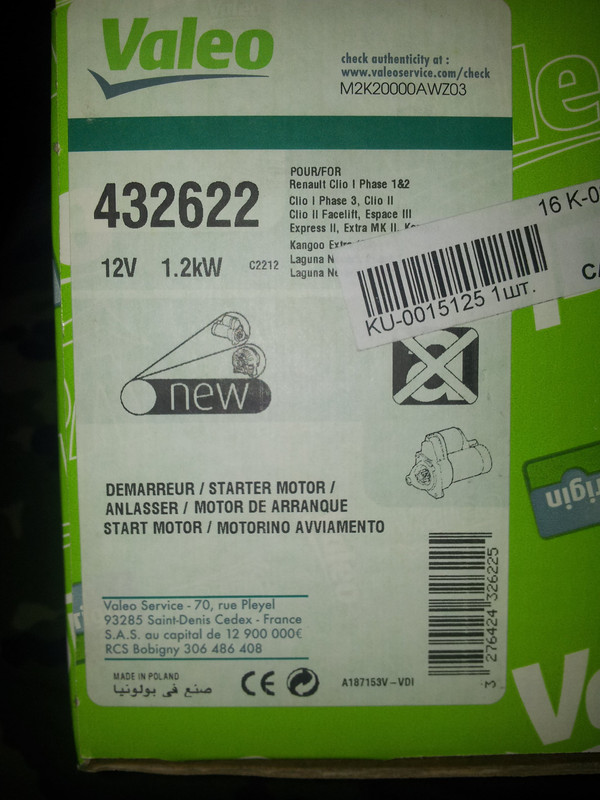 Valeo
check authenticity at :
www.valeoservice.com/check
M2K20000AWZ03
432622
12V 1.2kW C2212
POUR/FOR
Renault Clio I Phase 1&2
Clio I Phase 3, Clio II
Clio II Facelift, Espace III
Express II, Extra MK II,
Kangoo
Laguna
Laguna
16 K-0
KU-0015125 1шт.
new
a
DEMARREUR / STARTER MOTOR /
ANLASSER / MOTOR DE ARRANQUE
START MOTOR / MOTORINO AVVIAMENTO
origin
Valeo Service - 70, rue Pleyel
93285 Saint-Denis Cedex - France
S.A.S. au capital de 12 900 000€
RCS Bobigny 306 486 408
MADE IN POLAND
صنع في بولونيا
CE
A187153V-VDI
3 276424 326225